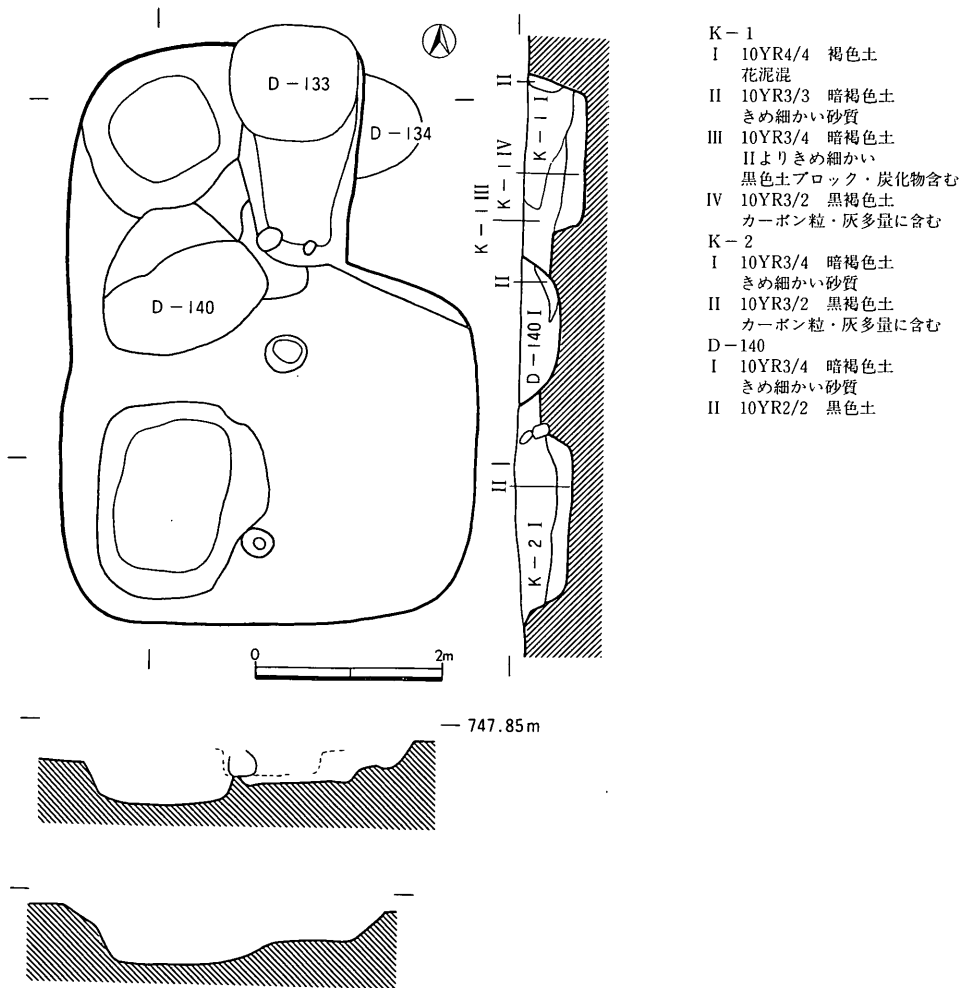 D-133
D-134
D-140
0 2m
II
K-1 I
K-1 IV
K-1 III
II
D-140 I
II I
K-2 I
747.85m
K-1
I 10YR4/4 褐色土
花泥混
II 10YR3/3 暗褐色土
きめ細かい砂質
III 10YR3/4 暗褐色土
IIよりきめ細かい
黒色土ブロック・炭化物含む
IV 10YR3/2 黒褐色土
カーボン粒・灰多量に含む
K-2
I 10YR3/4 暗褐色土
きめ細かい砂質
II 10YR3/2 黒褐色土
カーボン粒・灰多量に含む
D-140
I 10YR3/4 暗褐色土
きめ細かい砂質
II 10YR2/2 黒色土